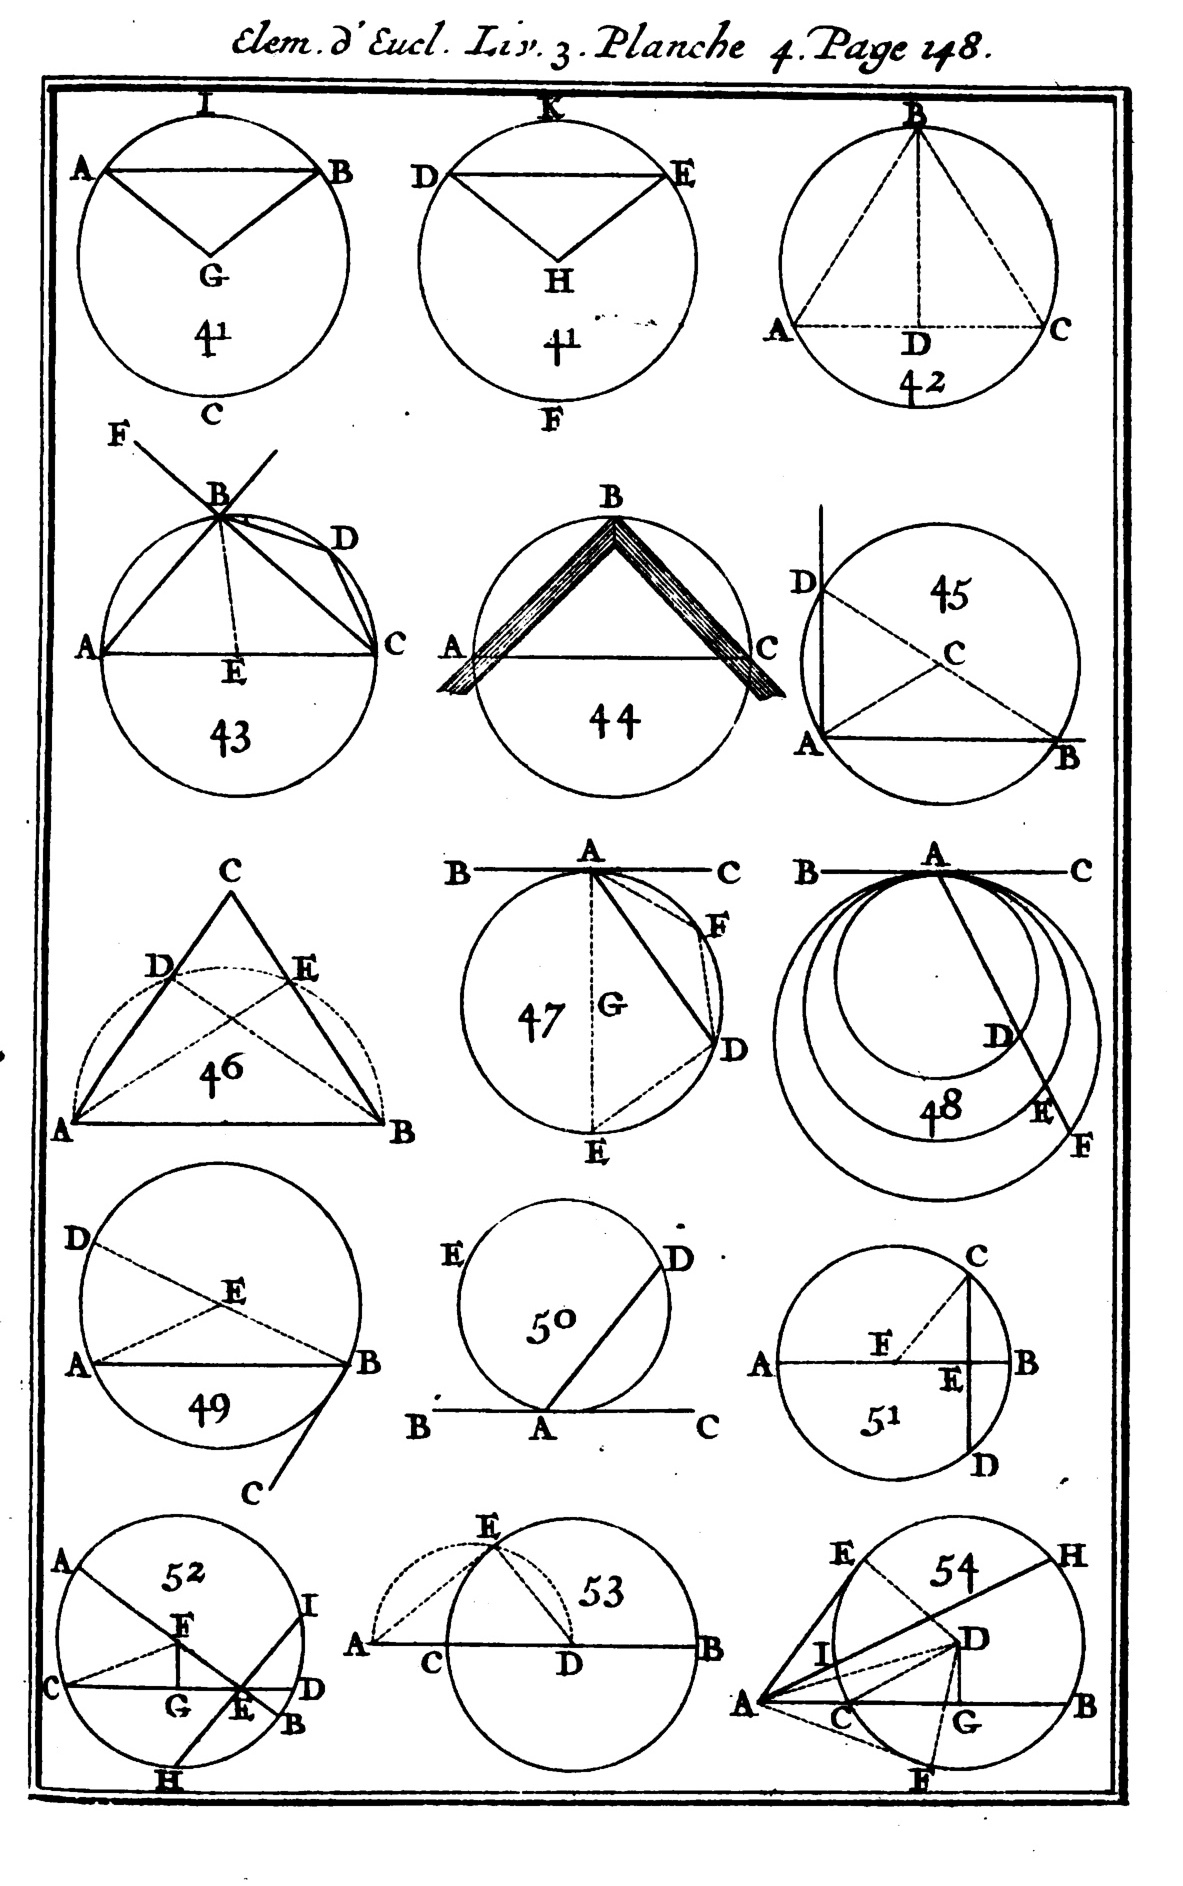 Elem. d'Eucl. Liv. 3. Planche 4. Page 148.
I K B
A B D E
G H
41 41 A D C
42
C F
F
B B
D
D 45
A E C A C C
43 44 A B
C B A C B A C
D E F
47 G
46 D D
A B 48 E
E F
D
E E D C
50 F
A B A E B
49 51
B A C D
C
A 52 E E 54 H
I 53
F I D
C G E D A C D B
B A C G B
H F